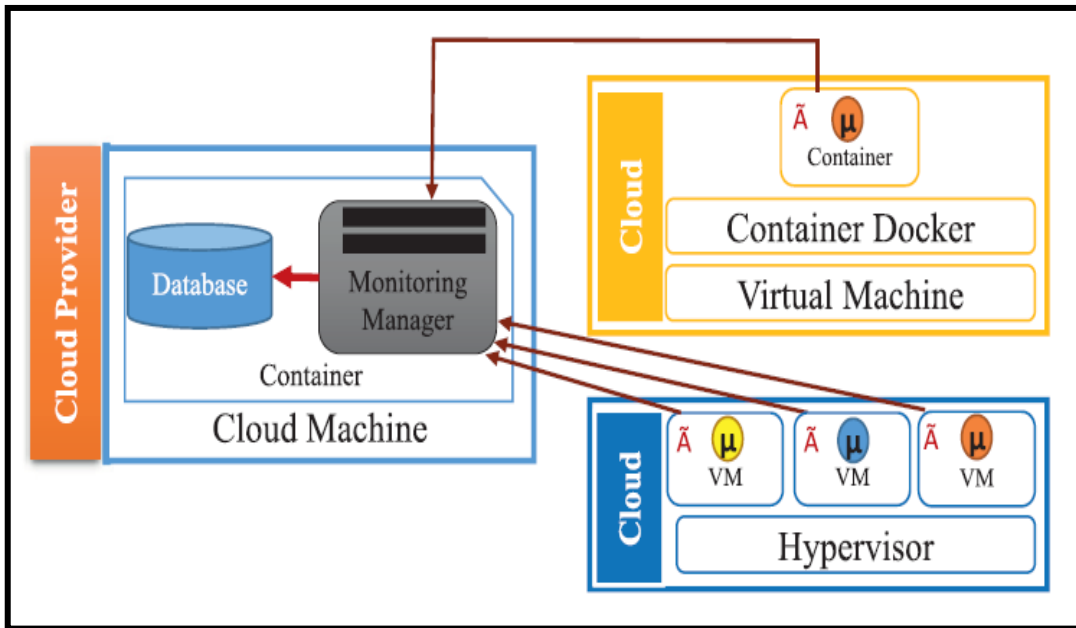 Cloud Provider
Database
Monitoring
Manager
Container
Cloud Machine
Cloud
Ã µ
Container
Container Docker
Virtual Machine
Cloud
Ã µ
VM
Ã µ
VM
Ã µ
VM
Hypervisor